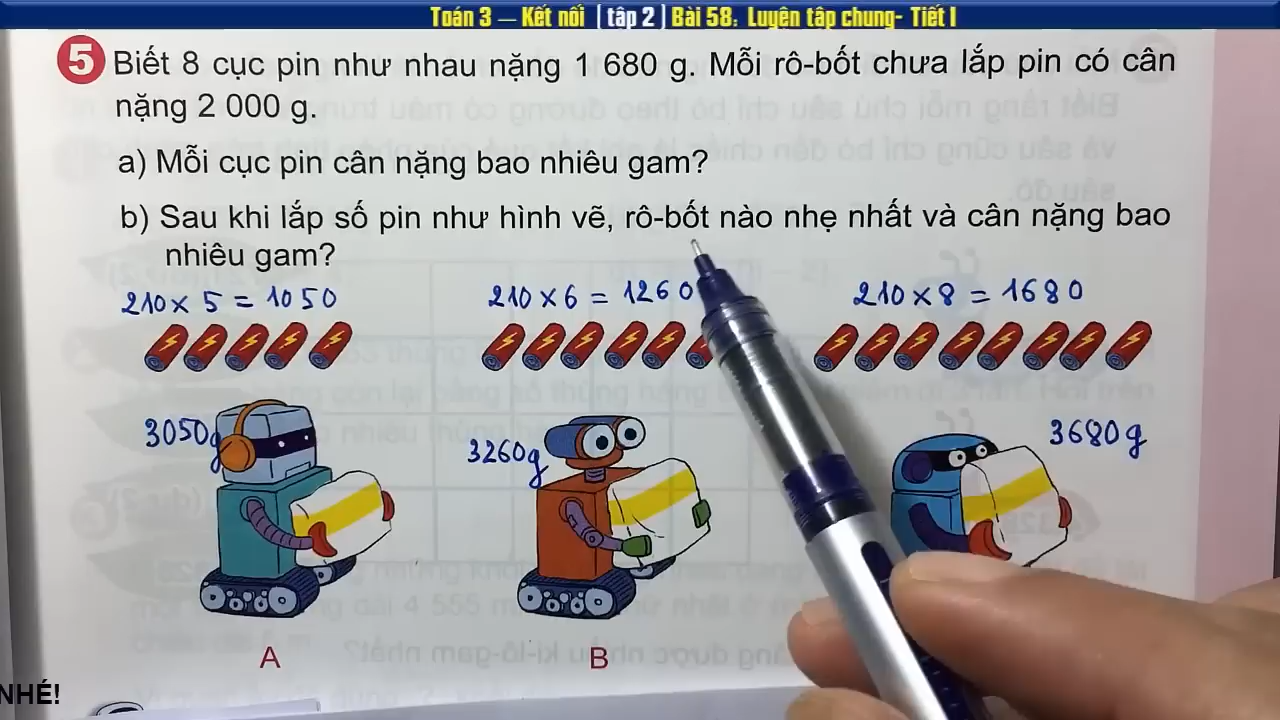 Toán 3 – Kết nối (tập 2) Bài 58: Luyện tập chung- Tiết 1
5 Biết 8 cục pin như nhau nặng 1 680 g. Mỗi rô-bốt chưa lắp pin có cân
nặng 2 000 g.
a) Mỗi cục pin cân nặng bao nhiêu gam?
b) Sau khi lắp số pin như hình vẽ, rô-bốt nào nhẹ nhất và cân nặng bao
nhiêu gam?
210 x 5 = 1050 210 x 6 = 1260 210 x 8 = 1680
3050g 3260g 3680g
A B
NHÉ!